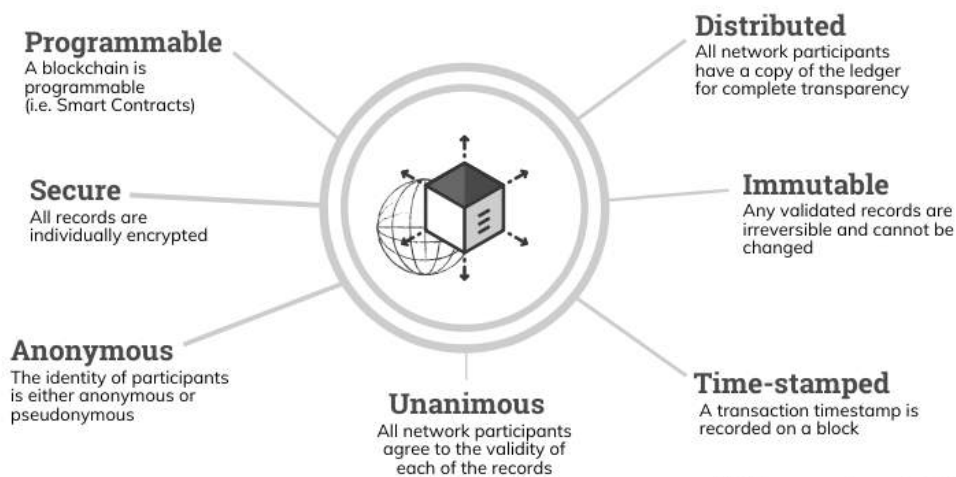 Programmable
A blockchain is
programmable
(i.e. Smart Contracts)
Distributed
All network participants
have a copy of the ledger
for complete transparency
Secure
All records are
individually encrypted
Immutable
Any validated records are
irreversible and cannot be
changed
Anonymous
The identity of participants
is either anonymous or
pseudonymous
Unanimous
All network participants
agree to the validity of
each of the records
Time-stamped
A transaction timestamp is
recorded on a block